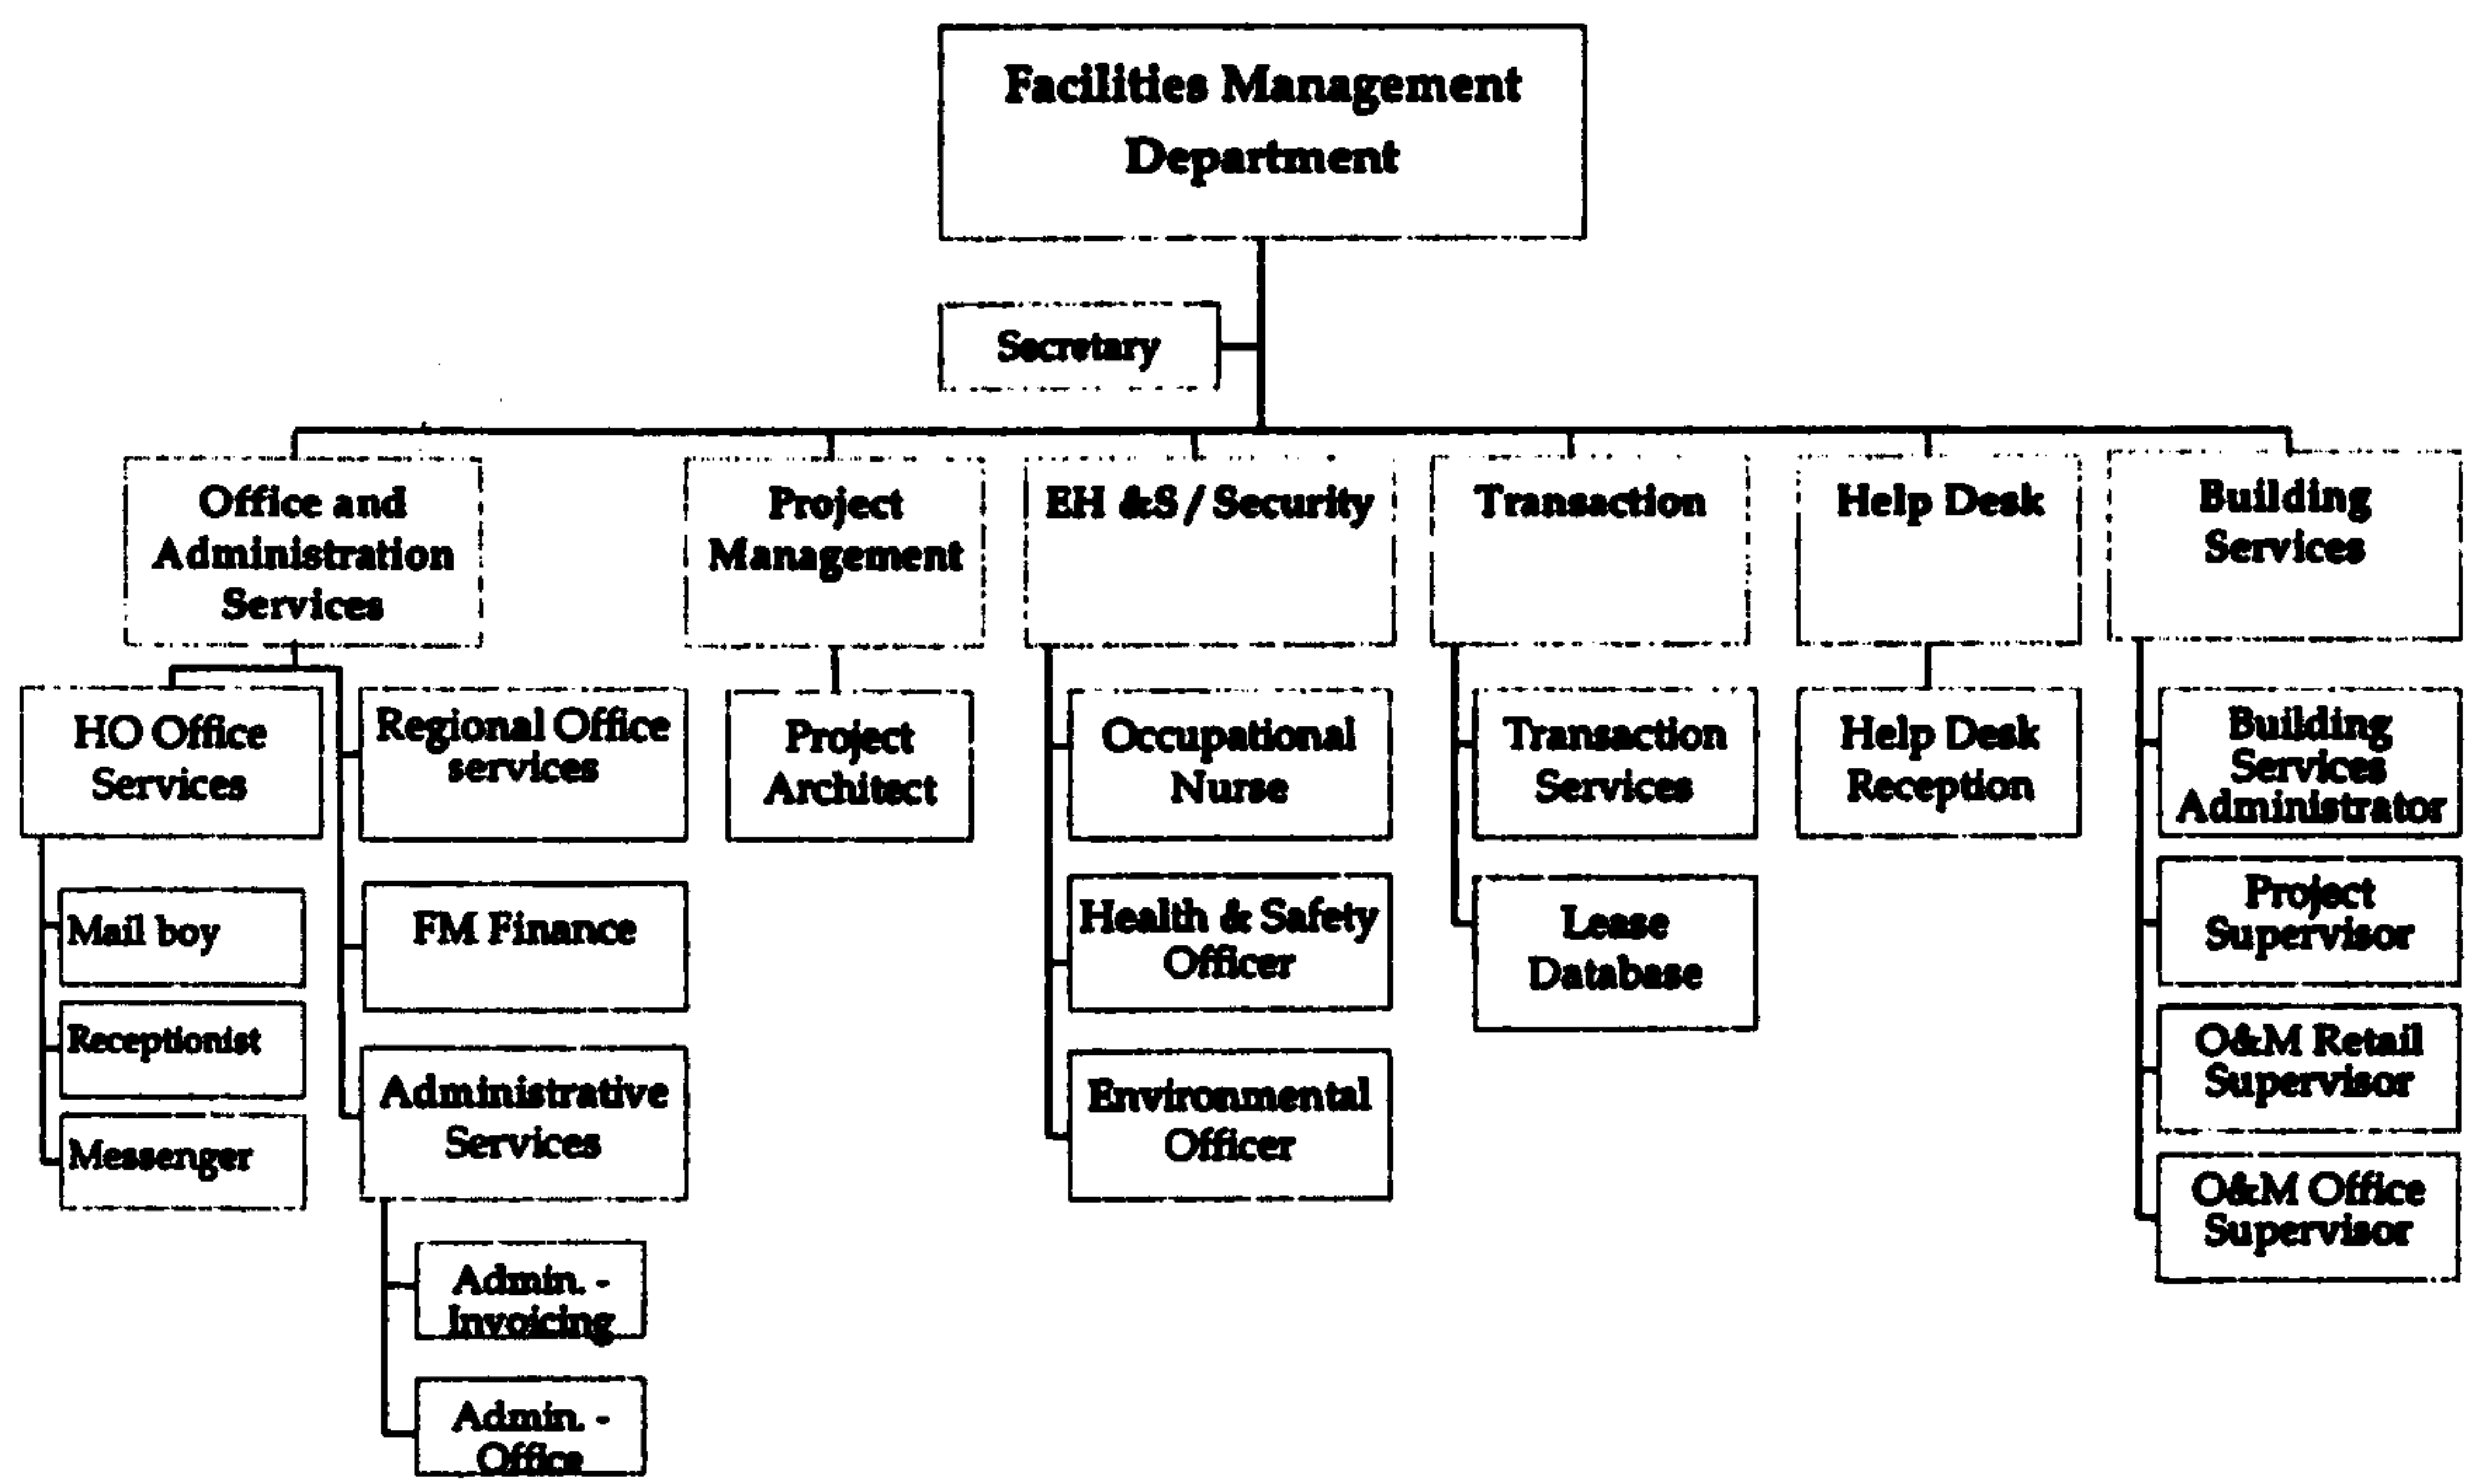 Facilities Management
Department
Secretary
Office and
Administration
Services
Project
Management
EH &S / Security
Transaction
Help Desk
Building
Services
HO Office
Services
Mail boy
Receptionist
Messenger
Regional Office
services
FM Finance
Administrative
Services
Admin. -
Invoicing
Admin. -
Office
Project
Architect
Occupational
Nurse
Health & Safety
Officer
Environmental
Officer
Transaction
Services
Lease
Database
Help Desk
Reception
Building
Services
Administrator
Project
Supervisor
O&M Retail
Supervisor
O&M Office
Supervisor